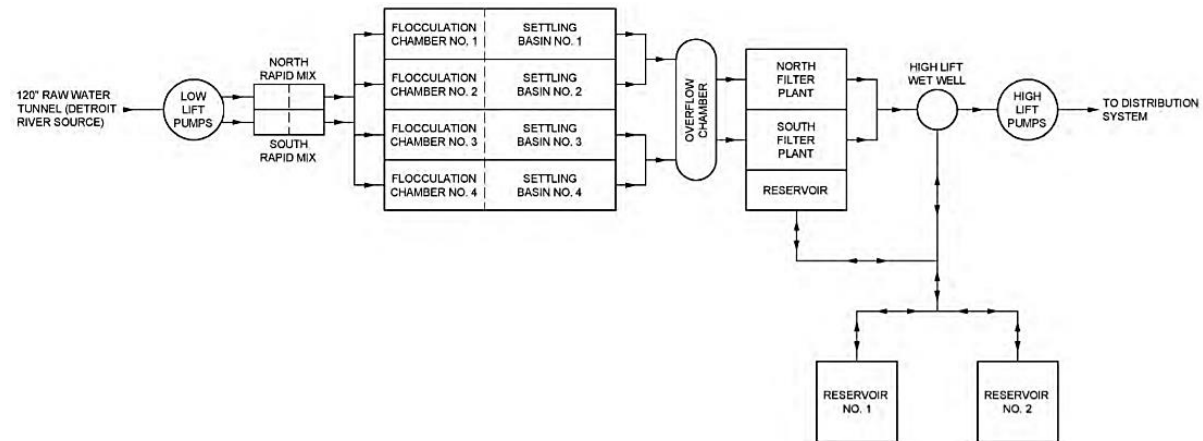 120" RAW WATER
TUNNEL (DETROIT
RIVER SOURCE)
LOW
LIFT
PUMPS
NORTH
RAPID MIX
SOUTH
RAPID MIX
FLOCCULATION
CHAMBER NO. 1
SETTLING
BASIN NO. 1
FLOCCULATION
CHAMBER NO. 2
SETTLING
BASIN NO. 2
FLOCCULATION
CHAMBER NO. 3
SETTLING
BASIN NO. 3
FLOCCULATION
CHAMBER NO. 4
SETTLING
BASIN NO. 4
OVERFLOW
CHAMBER
NORTH
FILTER
PLANT
SOUTH
FILTER
PLANT
RESERVOIR
HIGH LIFT
WET WELL
HIGH
LIFT
PUMPS
TO DISTRIBUTION
SYSTEM
RESERVOIR
NO. 1
RESERVOIR
NO. 2